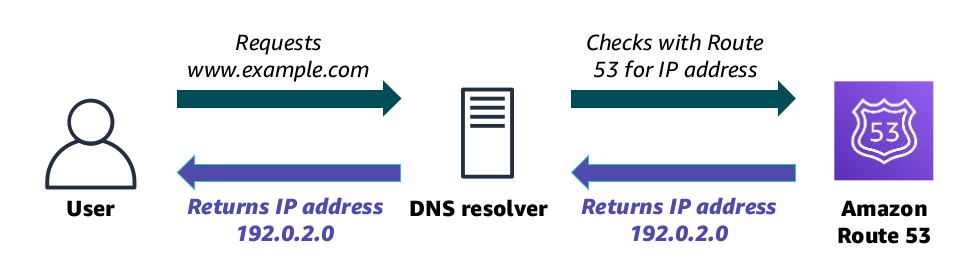 Requests
www.example.com
Checks with Route
53 for IP address
53
User
Returns IP address
192.0.2.0
DNS resolver
Returns IP address
192.0.2.0
Amazon
Route 53